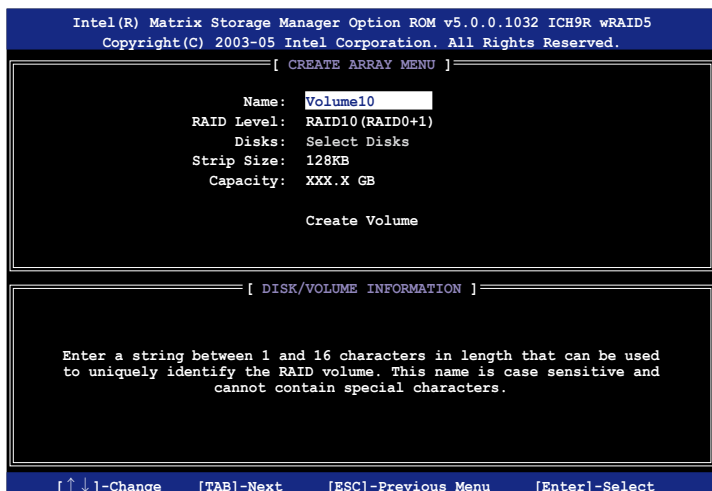 Intel(R) Matrix Storage Manager Option ROM v5.0.0.1032 ICH9R wRAID5
Copyright(C) 2003-05 Intel Corporation. All Rights Reserved.
[ CREATE ARRAY MENU ]
Name: Volume10
RAID Level: RAID10(RAID0+1)
Disks: Select Disks
Strip Size: 128KB
Capacity: XXX.X GB
Create Volume
[ DISK/VOLUME INFORMATION ]
Enter a string between 1 and 16 characters in length that can be used
to uniquely identify the RAID volume. This name is case sensitive and
cannot contain special characters.
[↑↓]-Change [TAB]-Next [ESC]-Previous Menu [Enter]-Select